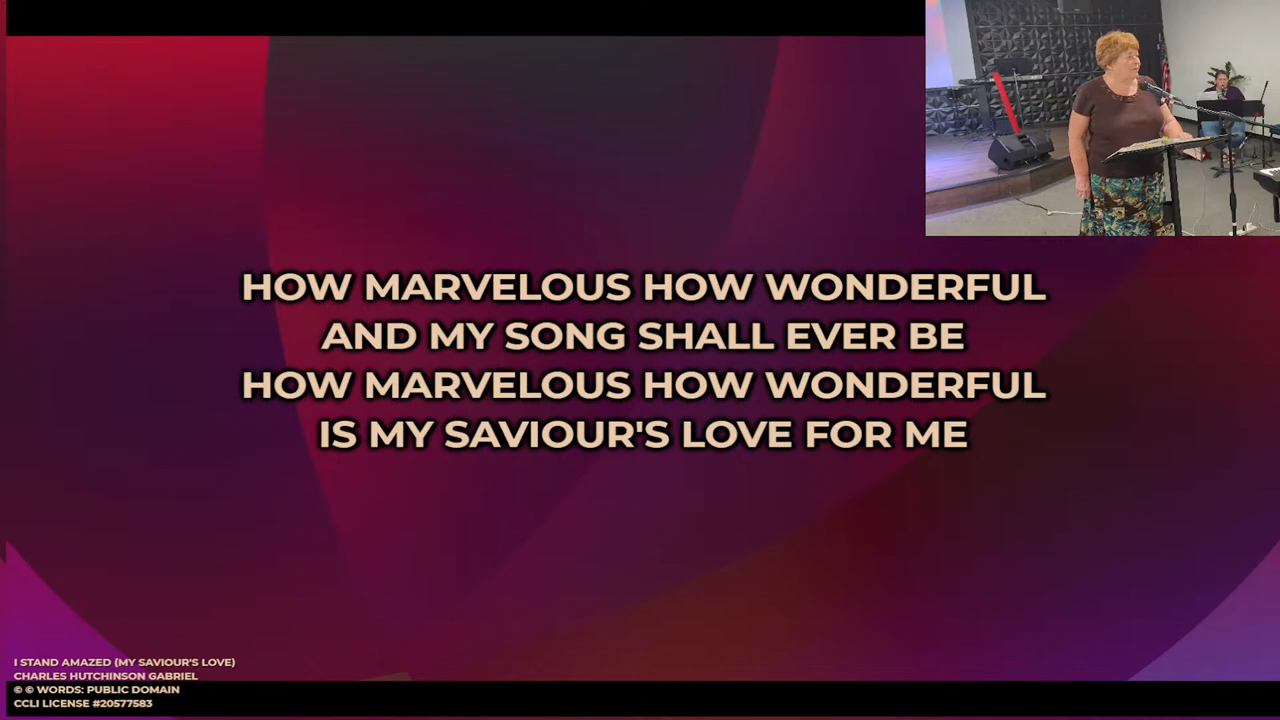 HOW MARVELOUS HOW WONDERFUL
AND MY SONG SHALL EVER BE
HOW MARVELOUS HOW WONDERFUL
IS MY SAVIOUR'S LOVE FOR ME
I STAND AMAZED (MY SAVIOUR'S LOVE)
CHARLES HUTCHINSON GABRIEL
© © WORDS: PUBLIC DOMAIN
CCLI LICENSE #20577583